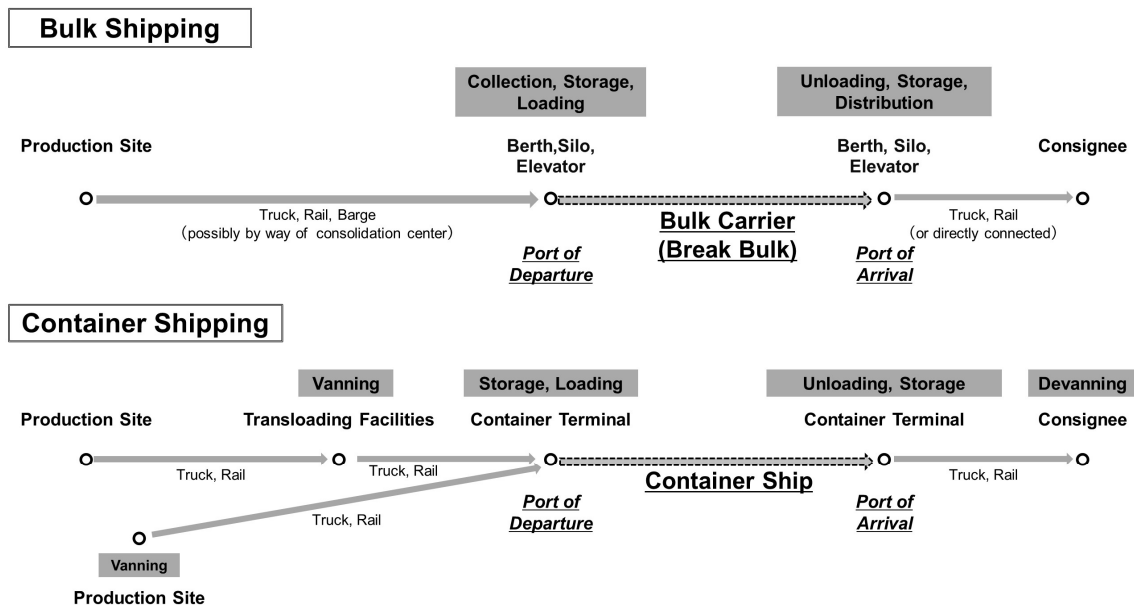 Bulk Shipping
Collection, Storage,
Loading
Unloading, Storage,
Distribution
Production Site
Berth,Silo,
Elevator
Berth, Silo,
Elevator
Consignee
Truck, Rail, Barge
(possibly by way of consolidation center)
Bulk Carrier
(Break Bulk)
Truck, Rail
(or directly connected)
Port of
Departure
Port of
Arrival
Container Shipping
Vanning
Storage, Loading
Unloading, Storage
Devanning
Production Site
Transloading Facilities
Container Terminal
Container Terminal
Consignee
Truck, Rail
Truck, Rail
Container Ship
Truck, Rail
Truck, Rail
Port of
Departure
Port of
Arrival
Vanning
Production Site